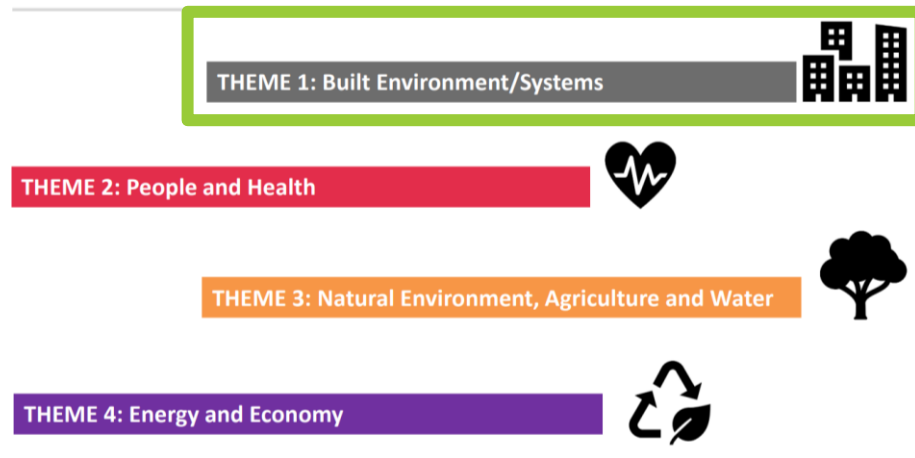 THEME 1: Built Environment/Systems
THEME 2: People and Health
THEME 3: Natural Environment, Agriculture and Water
THEME 4: Energy and Economy